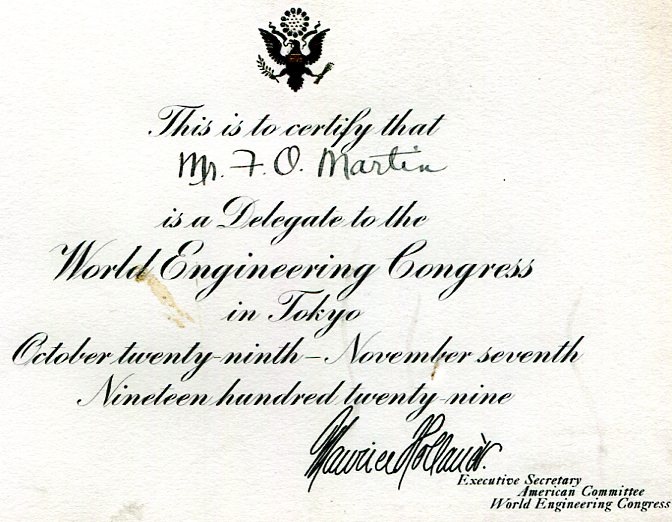 This is to certify that
Mr. F. O. Martin
is a Delegate to the
World Engineering Congress
in Tokyo
October twenty-ninth – November seventh
Nineteen hundred twenty-nine
Maurice Holland.
Executive Secretary
American Committee
World Engineering Congress